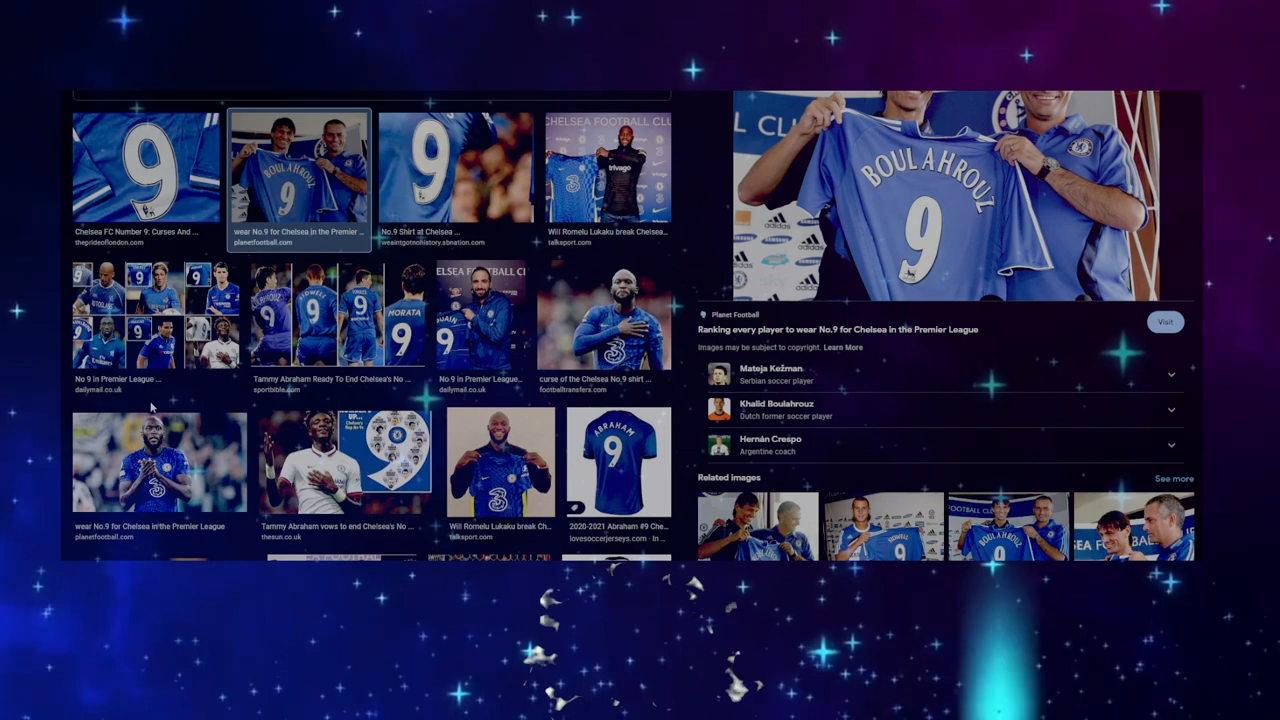 CHELSEA FOOTBALL CLU
9
BOULAHROUZ
9
9
trivago
Chelsea FC Number 9: Curses And ...
theprideoflondon.com
wear No.9 for Chelsea in the Premier ...
planetfootball.com
No.9 Shirt at Chelsea ...
weaintgotnohistory.sbnation.com
Will Romelu Lukaku break Chelsea...
talksport.com
L CLU
BOULAHROUZ
9
adidas
Planet Football
Ranking every player to wear No.9 for Chelsea in the Premier League
Visit
Images may be subject to copyright. Learn More
Mateja Kežman
Serbian soccer player
Khalid Boulahrouz
Dutch former soccer player
Hernán Crespo
Argentine coach
Related images
See more
ELSEA FOOTBALL CL
SIDWELL
9
9
MORATA
9
No 9 in Premier League ...
dailymail.co.uk
Tammy Abraham Ready To End Chelsea's No ...
sportbible.com
No 9 in Premier League...
dailymail.co.uk
curse of the Chelsea No.9 shirt ...
footballtransfers.com
ABRAHAM
9
wear No.9 for Chelsea in the Premier League
planetfootball.com
Tammy Abraham vows to end Chelsea's No ...
thesun.co.uk
Will Romelu Lukaku break Ch...
talksport.com
2020-2021 Abraham #9 Che...
lovesoccerjerseys.com · In ...